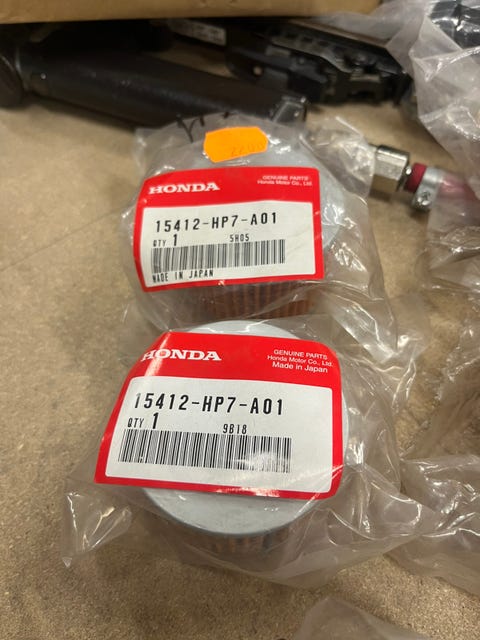 HONDA
GENUINE PARTS
Honda Motor Co., Ltd.
15412-HP7-A01
QTY 1
5H05
MADE IN JAPAN
HONDA
GENUINE PARTS
Honda Motor Co., Ltd.
Made in Japan
15412-HP7-A01
QTY 1
9B18